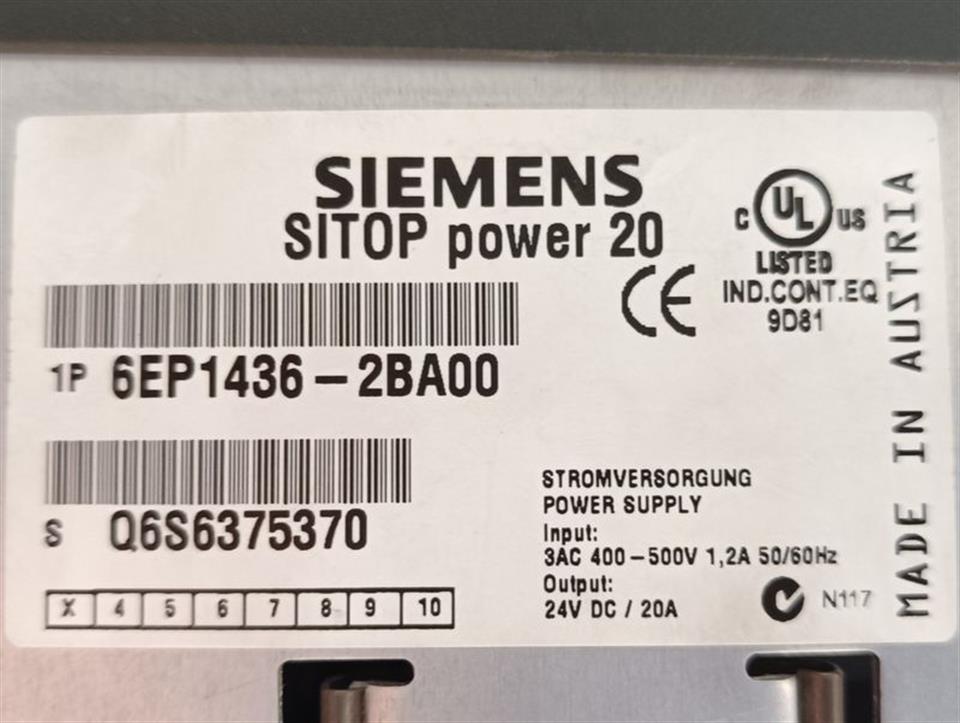 SIEMENS
SITOP power 20
C UL US
LISTED
IND.CONT.EQ
9D81
CE
1P 6EP1436-2BA00
S Q6S6375370
X 4 5 6 7 8 9 10
STROMVERSORGUNG
POWER SUPPLY
Input:
3AC 400-500V 1,2A 50/60Hz
Output:
24V DC / 20A
N117
MADE IN AUSTRIA